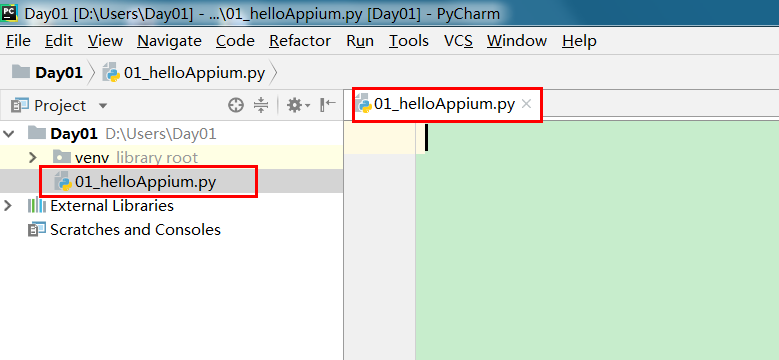 PC Day01 [D:\Users\Day01] - ...\01_helloAppium.py [Day01] - PyCharm
File Edit View Navigate Code Refactor Run Tools VCS Window Help
Day01 01_helloAppium.py
Project
01_helloAppium.py
Day01 D:\Users\Day01
venv library root
01_helloAppium.py
External Libraries
Scratches and Consoles